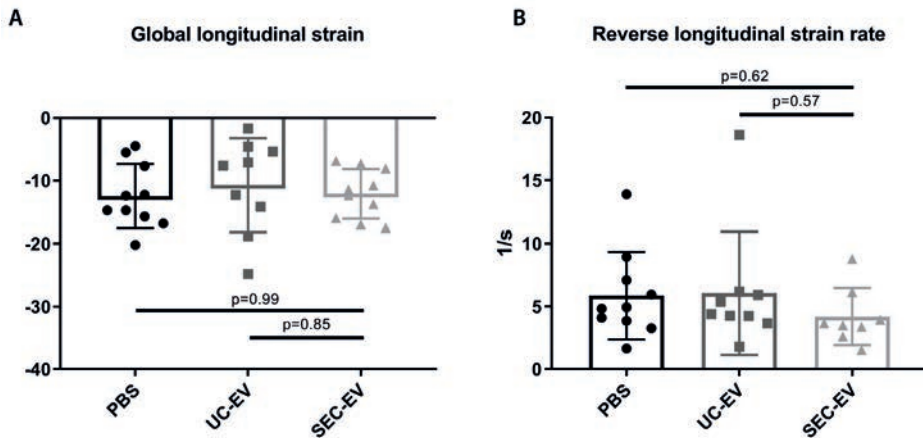 A
Global longitudinal strain
0
-10
-20
-30
-40
p=0.99
p=0.85
PBS
UC-EV
SEC-EV
B
Reverse longitudinal strain rate
p=0.62
p=0.57
20
15
10
5
0
1/s
PBS
UC-EV
SEC-EV